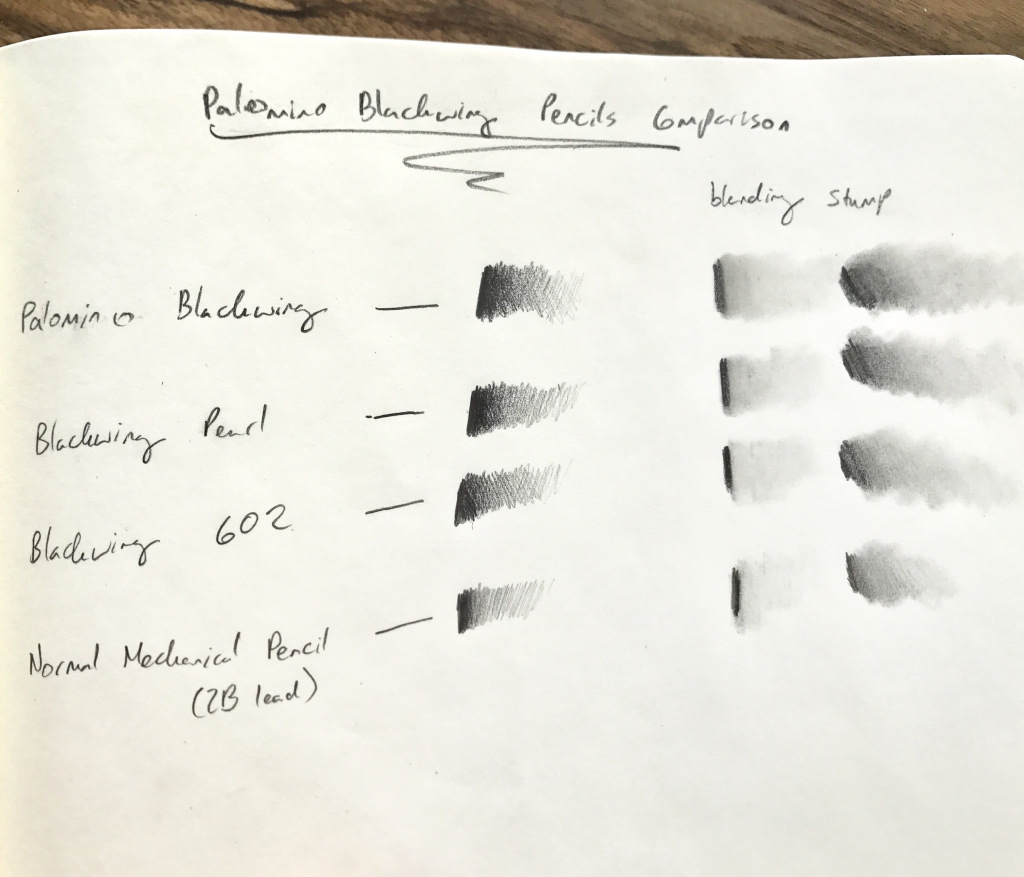 Palomino Blackwing Pencils Comparison
blending stump
Palomino Blackwing —
Blackwing Pearl —
Blackwing 602 —
Normal Mechanical Pencil —
(2B lead)